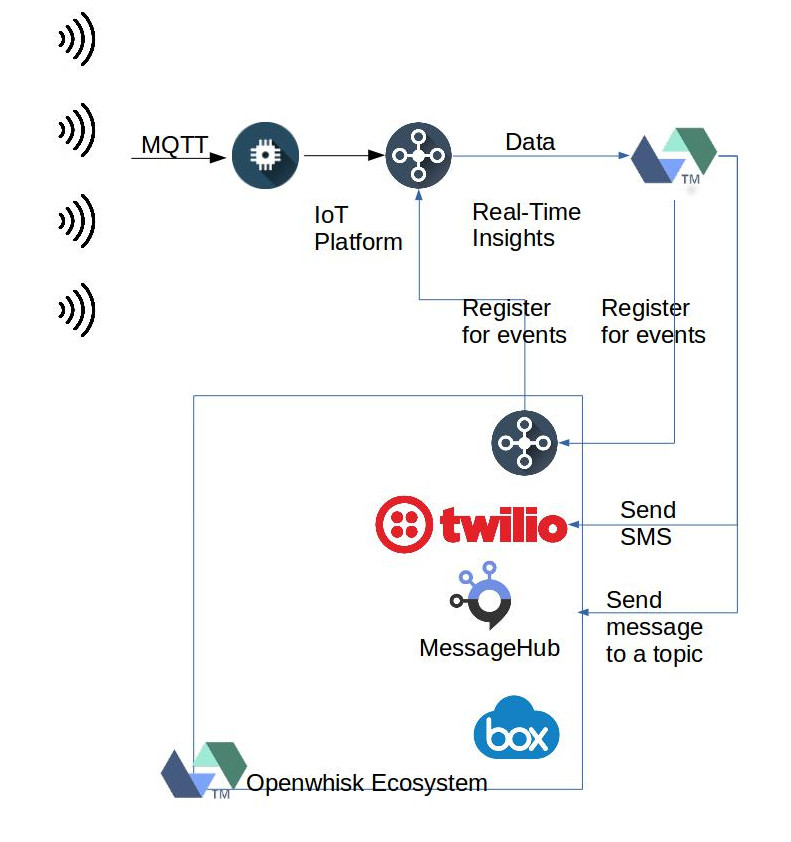 MQTT
Data
TM
IoT
Platform
Real-Time
Insights
Register
for events
Register
for events
twilio
Send
SMS
Send
message
to a topic
MessageHub
box
TM
Openwhisk Ecosystem